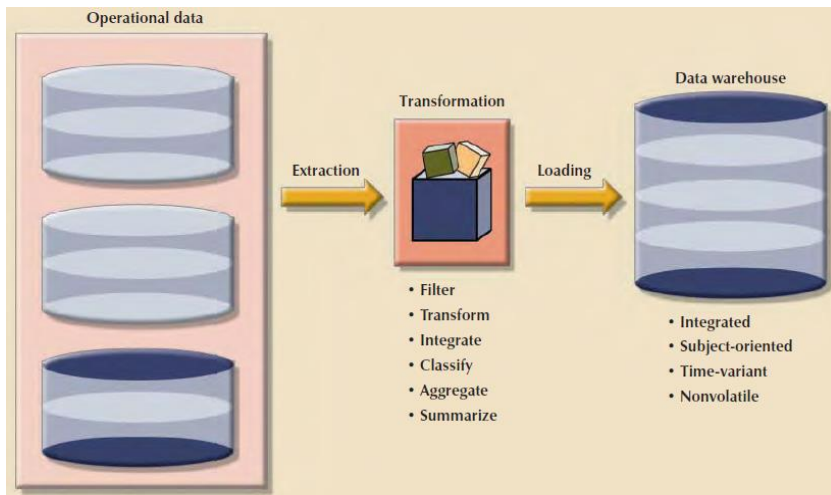 Operational data
Extraction
Transformation
• Filter
• Transform
• Integrate
• Classify
• Aggregate
• Summarize
Loading
Data warehouse
• Integrated
• Subject-oriented
• Time-variant
• Nonvolatile